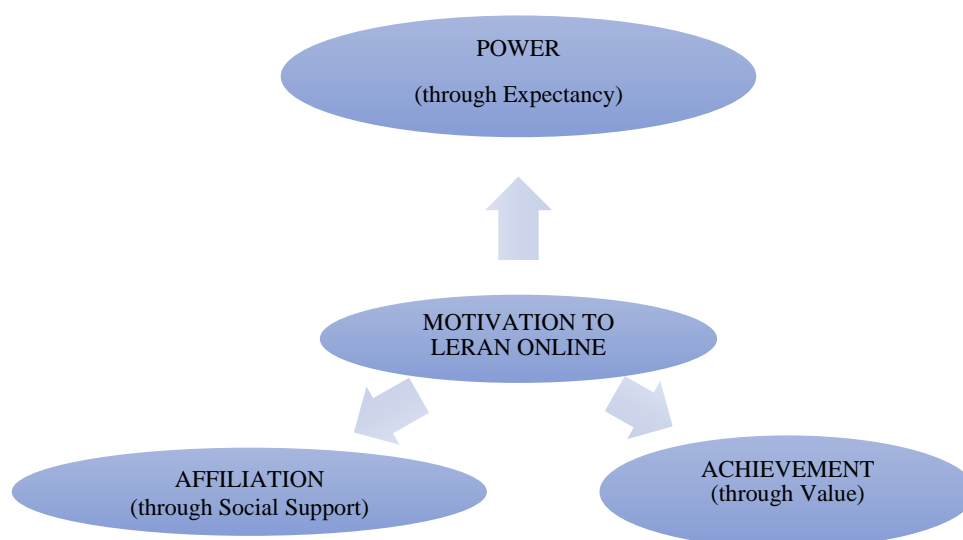 POWER
(through Expectancy)
MOTIVATION TO
LERAN ONLINE
AFFILIATION
(through Social Support)
ACHIEVEMENT
(through Value)